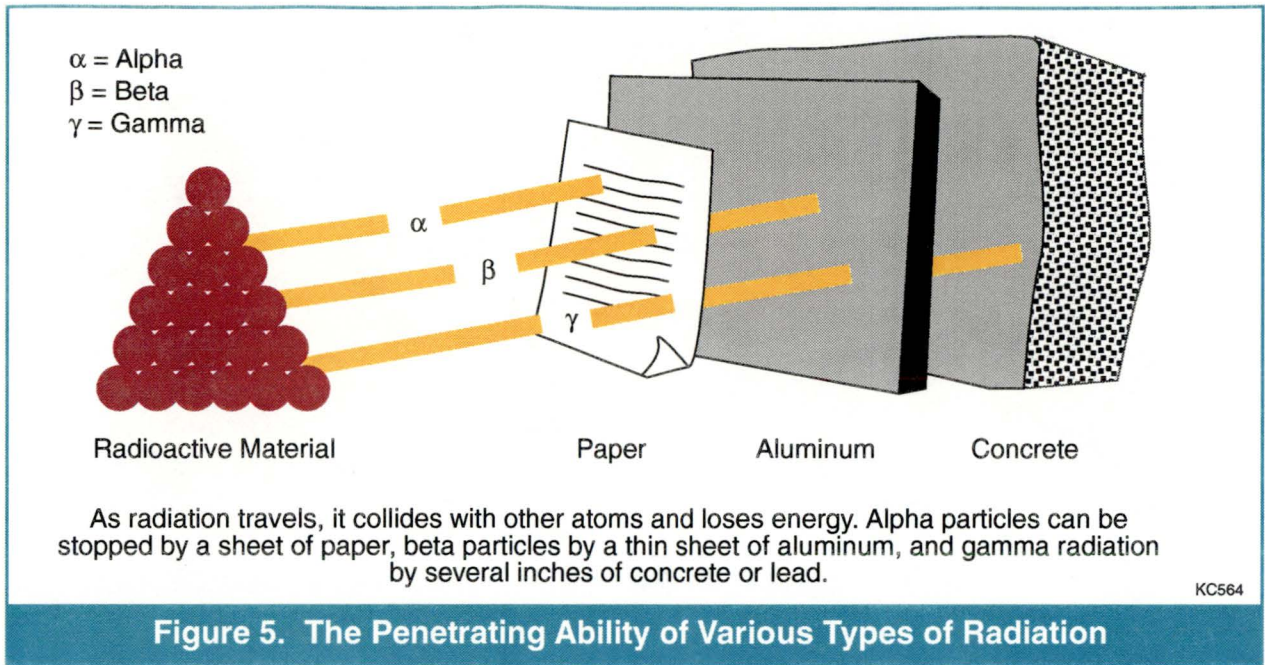 α = Alpha
β = Beta
γ = Gamma
α
β
γ
Radioactive Material Paper Aluminum Concrete
As radiation travels, it collides with other atoms and loses energy. Alpha particles can be
stopped by a sheet of paper, beta particles by a thin sheet of aluminum, and gamma radiation
by several inches of concrete or lead.
KC564
Figure 5. The Penetrating Ability of Various Types of Radiation